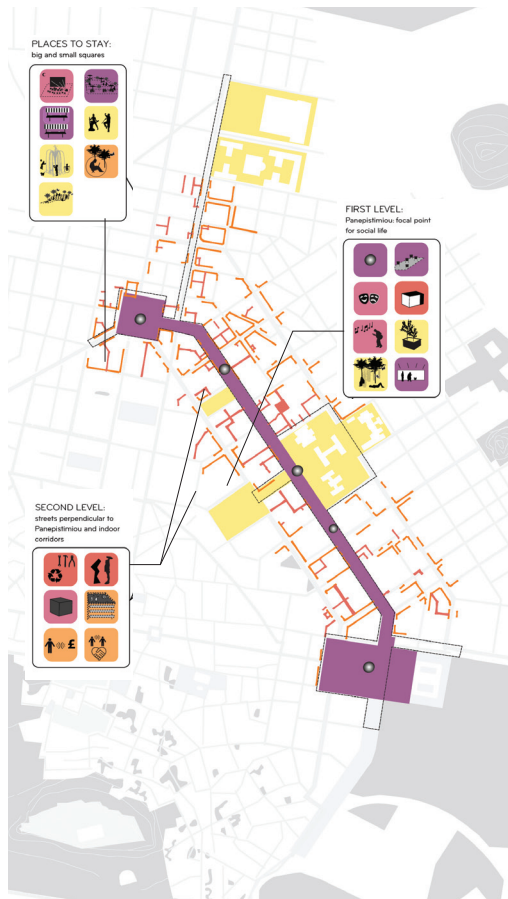 PLACES TO STAY:
big and small squares
FIRST LEVEL:
Panepistimiou: focal point
for social life
SECOND LEVEL:
streets perpendicular to
Panepistimiou and indoor
corridors
£